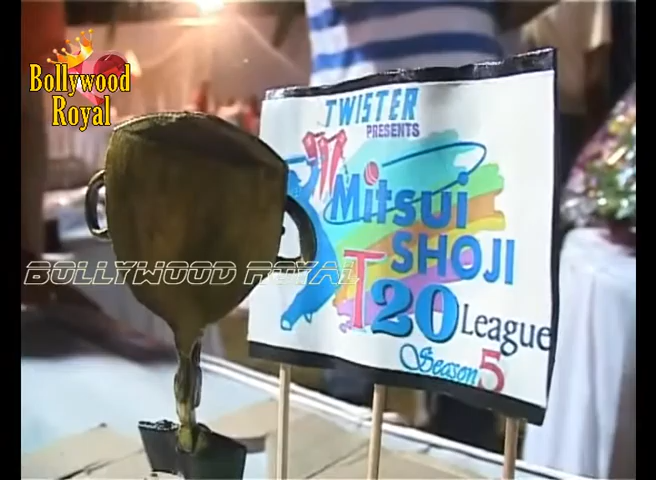 Bollywood
Royal
TWISTER
PRESENTS
Mitsui
SHOJI
T20 League
Season 5
BOLLYWOOD ROYAL